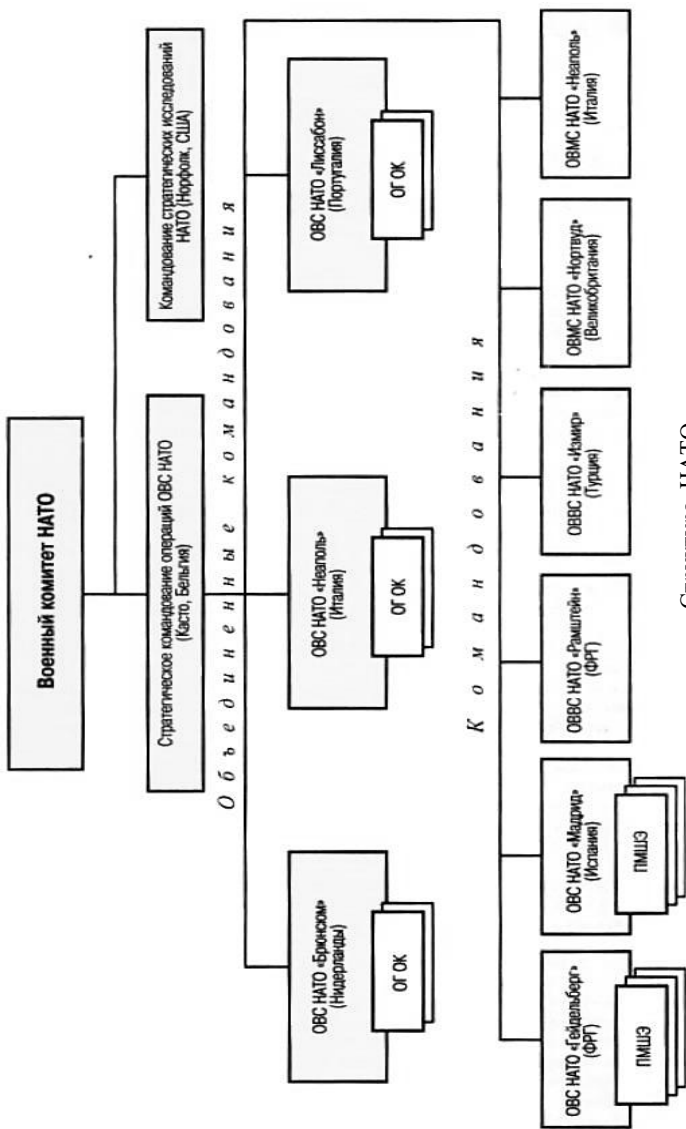 Военный комитет НАТО
Стратегическое командование операций ОВС НАТО
(Касто, Бельгия)
Командование стратегических исследований
НАТО (Норфолк, США)
Объединенные командования
ОВС НАТО «Брюнсюм»
(Нидерланды)
ОГ ОК
ОВС НАТО «Неаполь»
(Италия)
ОГ ОК
ОВС НАТО «Лиссабон»
(Португалия)
ОГ ОК
Командования
ОВС НАТО «Гейдельберг»
(ФРГ)
ПМШЭ
ОВС НАТО «Мадрид»
(Испания)
ПМШЭ
ОВВС НАТО «Рамштейн»
(ФРГ)
ОВВС НАТО «Измир»
(Турция)
ОВМС НАТО «Нортвуд»
(Великобритания)
ОВМС НАТО «Неаполь»
(Италия)
НАТО